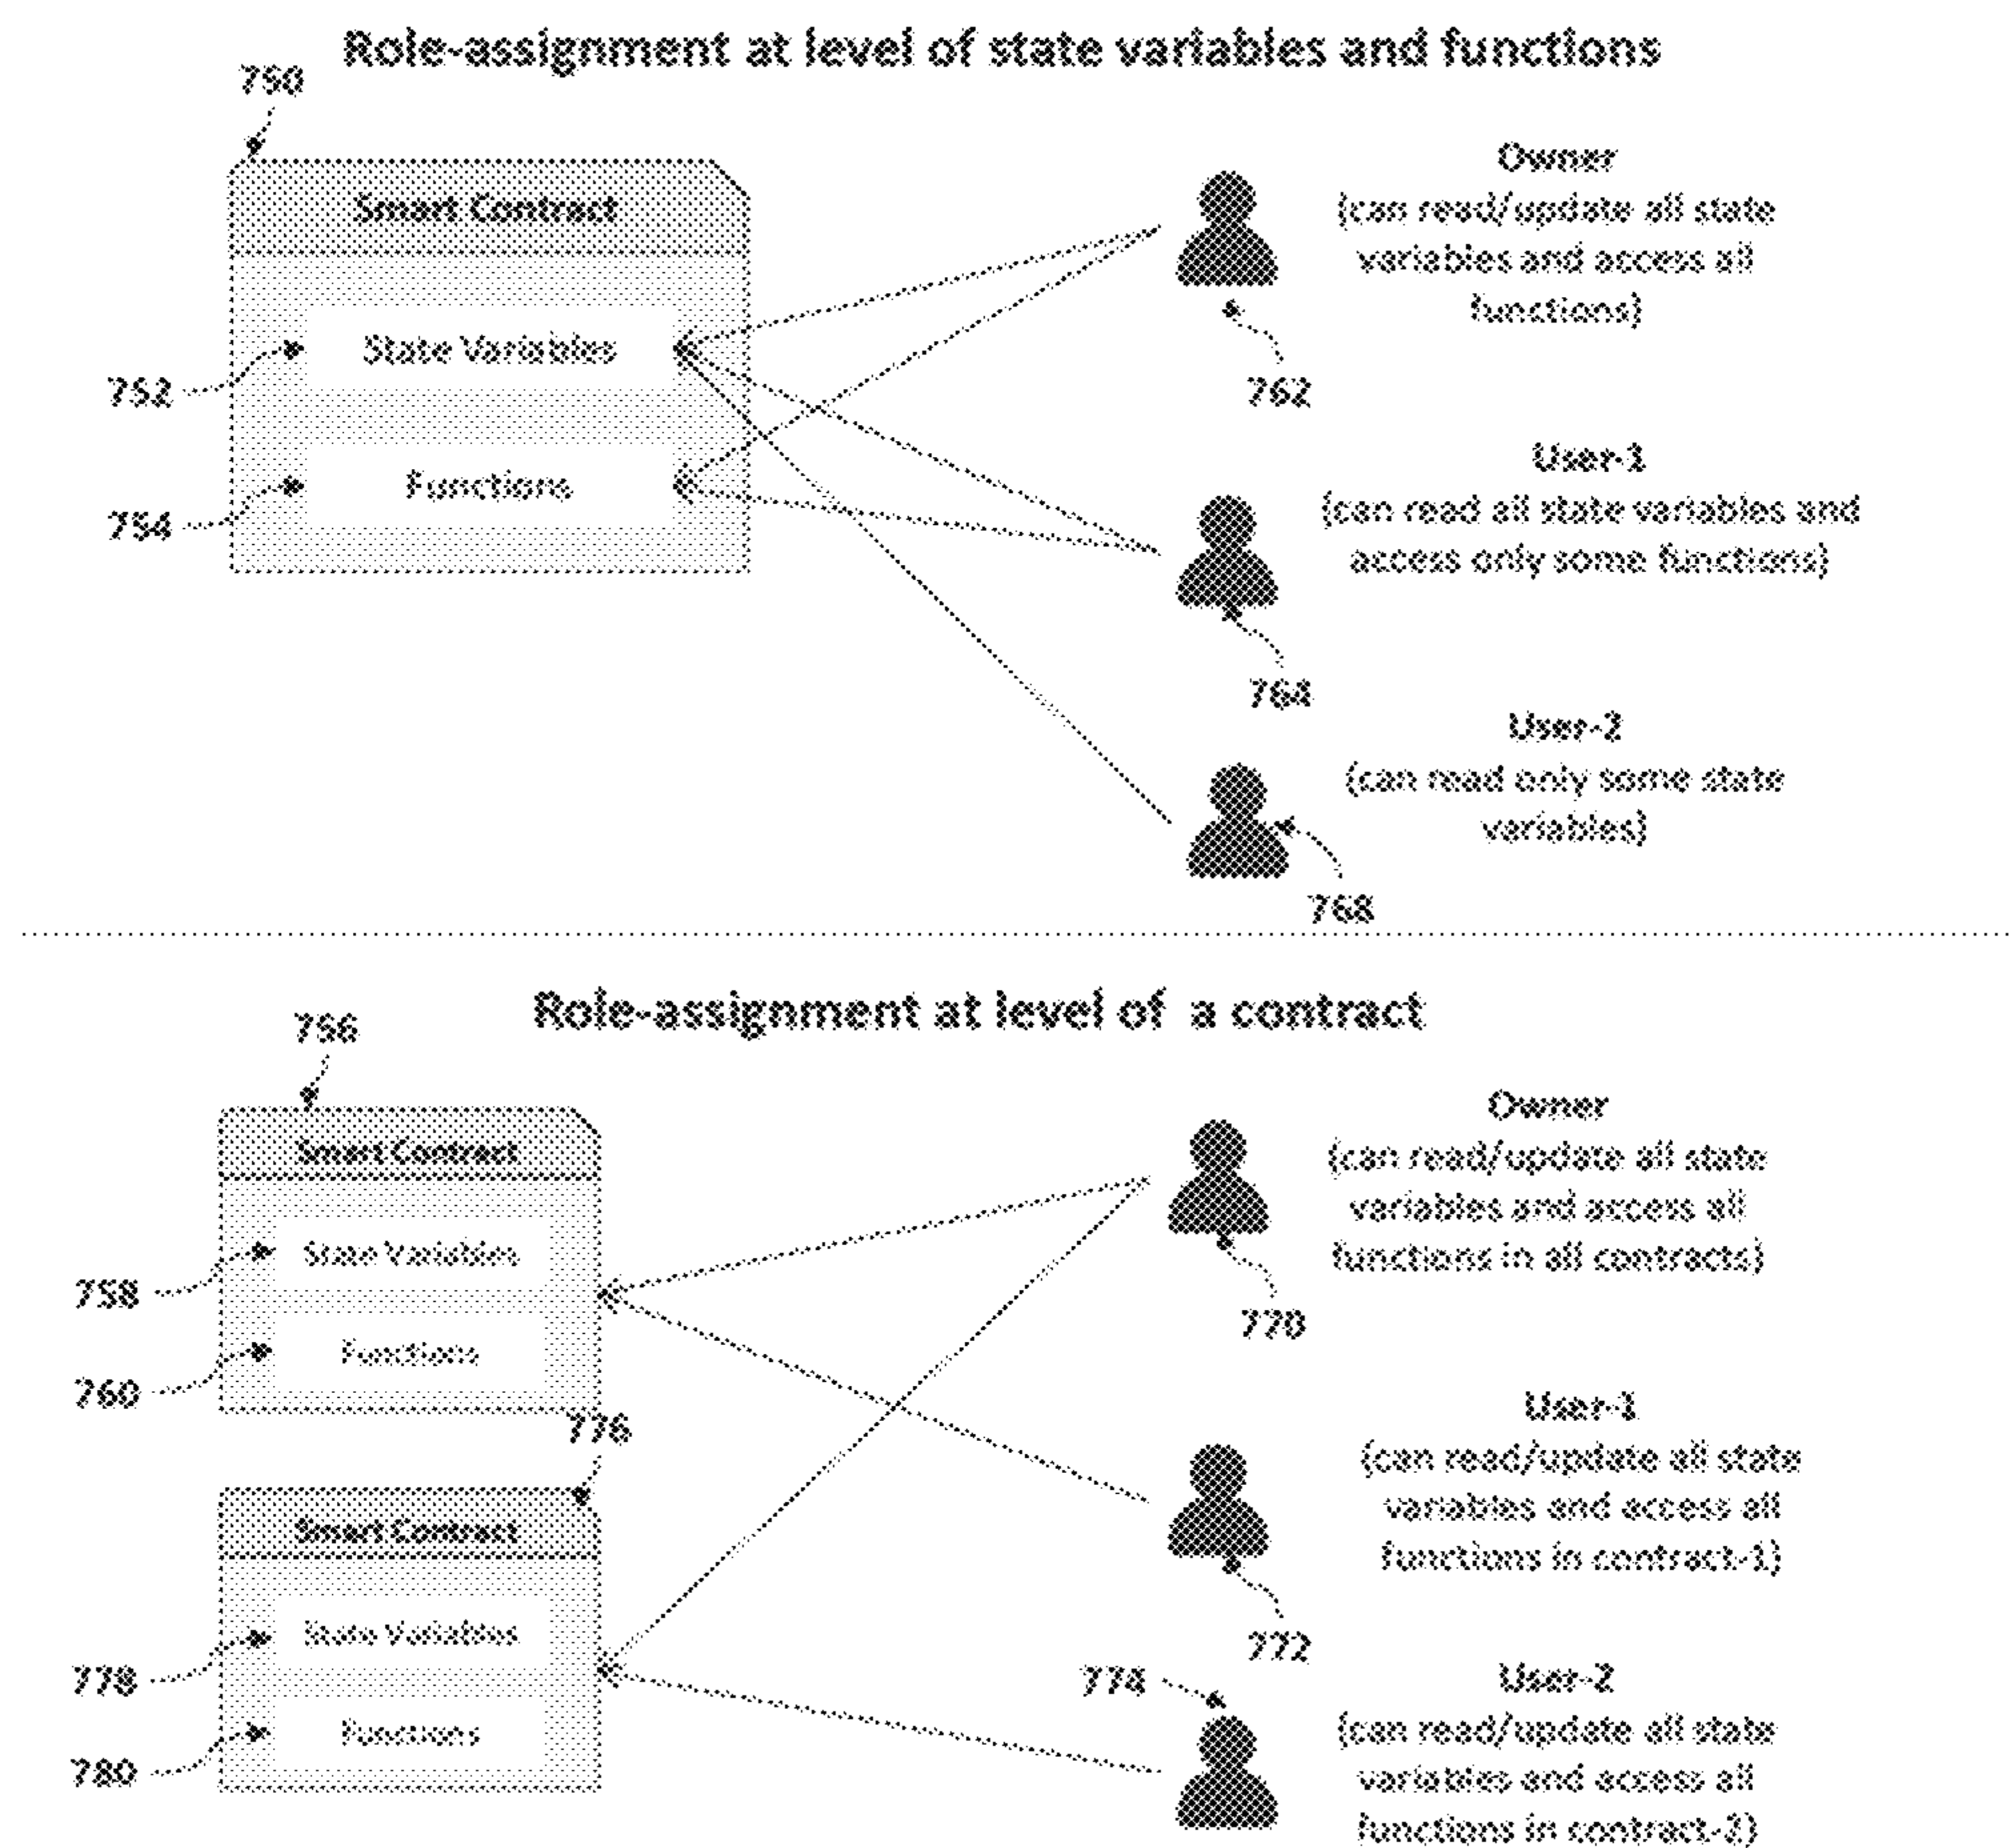 Role-assignment at level of state variables and functions
750
Smart Contract
State Variables
752
Functions
754
Owner
(can read/update all state
variables and access all
functions)
762
User-1
(can read all state variables and
access only some functions)
764
User-2
(can read only some state
variables)
768
Role-assignment at level of a contract
756
Smart Contract
State Variables
758
Functions
760
776
Smart Contract
State Variables
778
Functions
780
Owner
(can read/update all state
variables and access all
functions in all contracts)
770
User-1
(can read/update all state
variables and access all
functions in contract-1)
772
774
User-2
(can read/update all state
variables and access all
functions in contract-2)